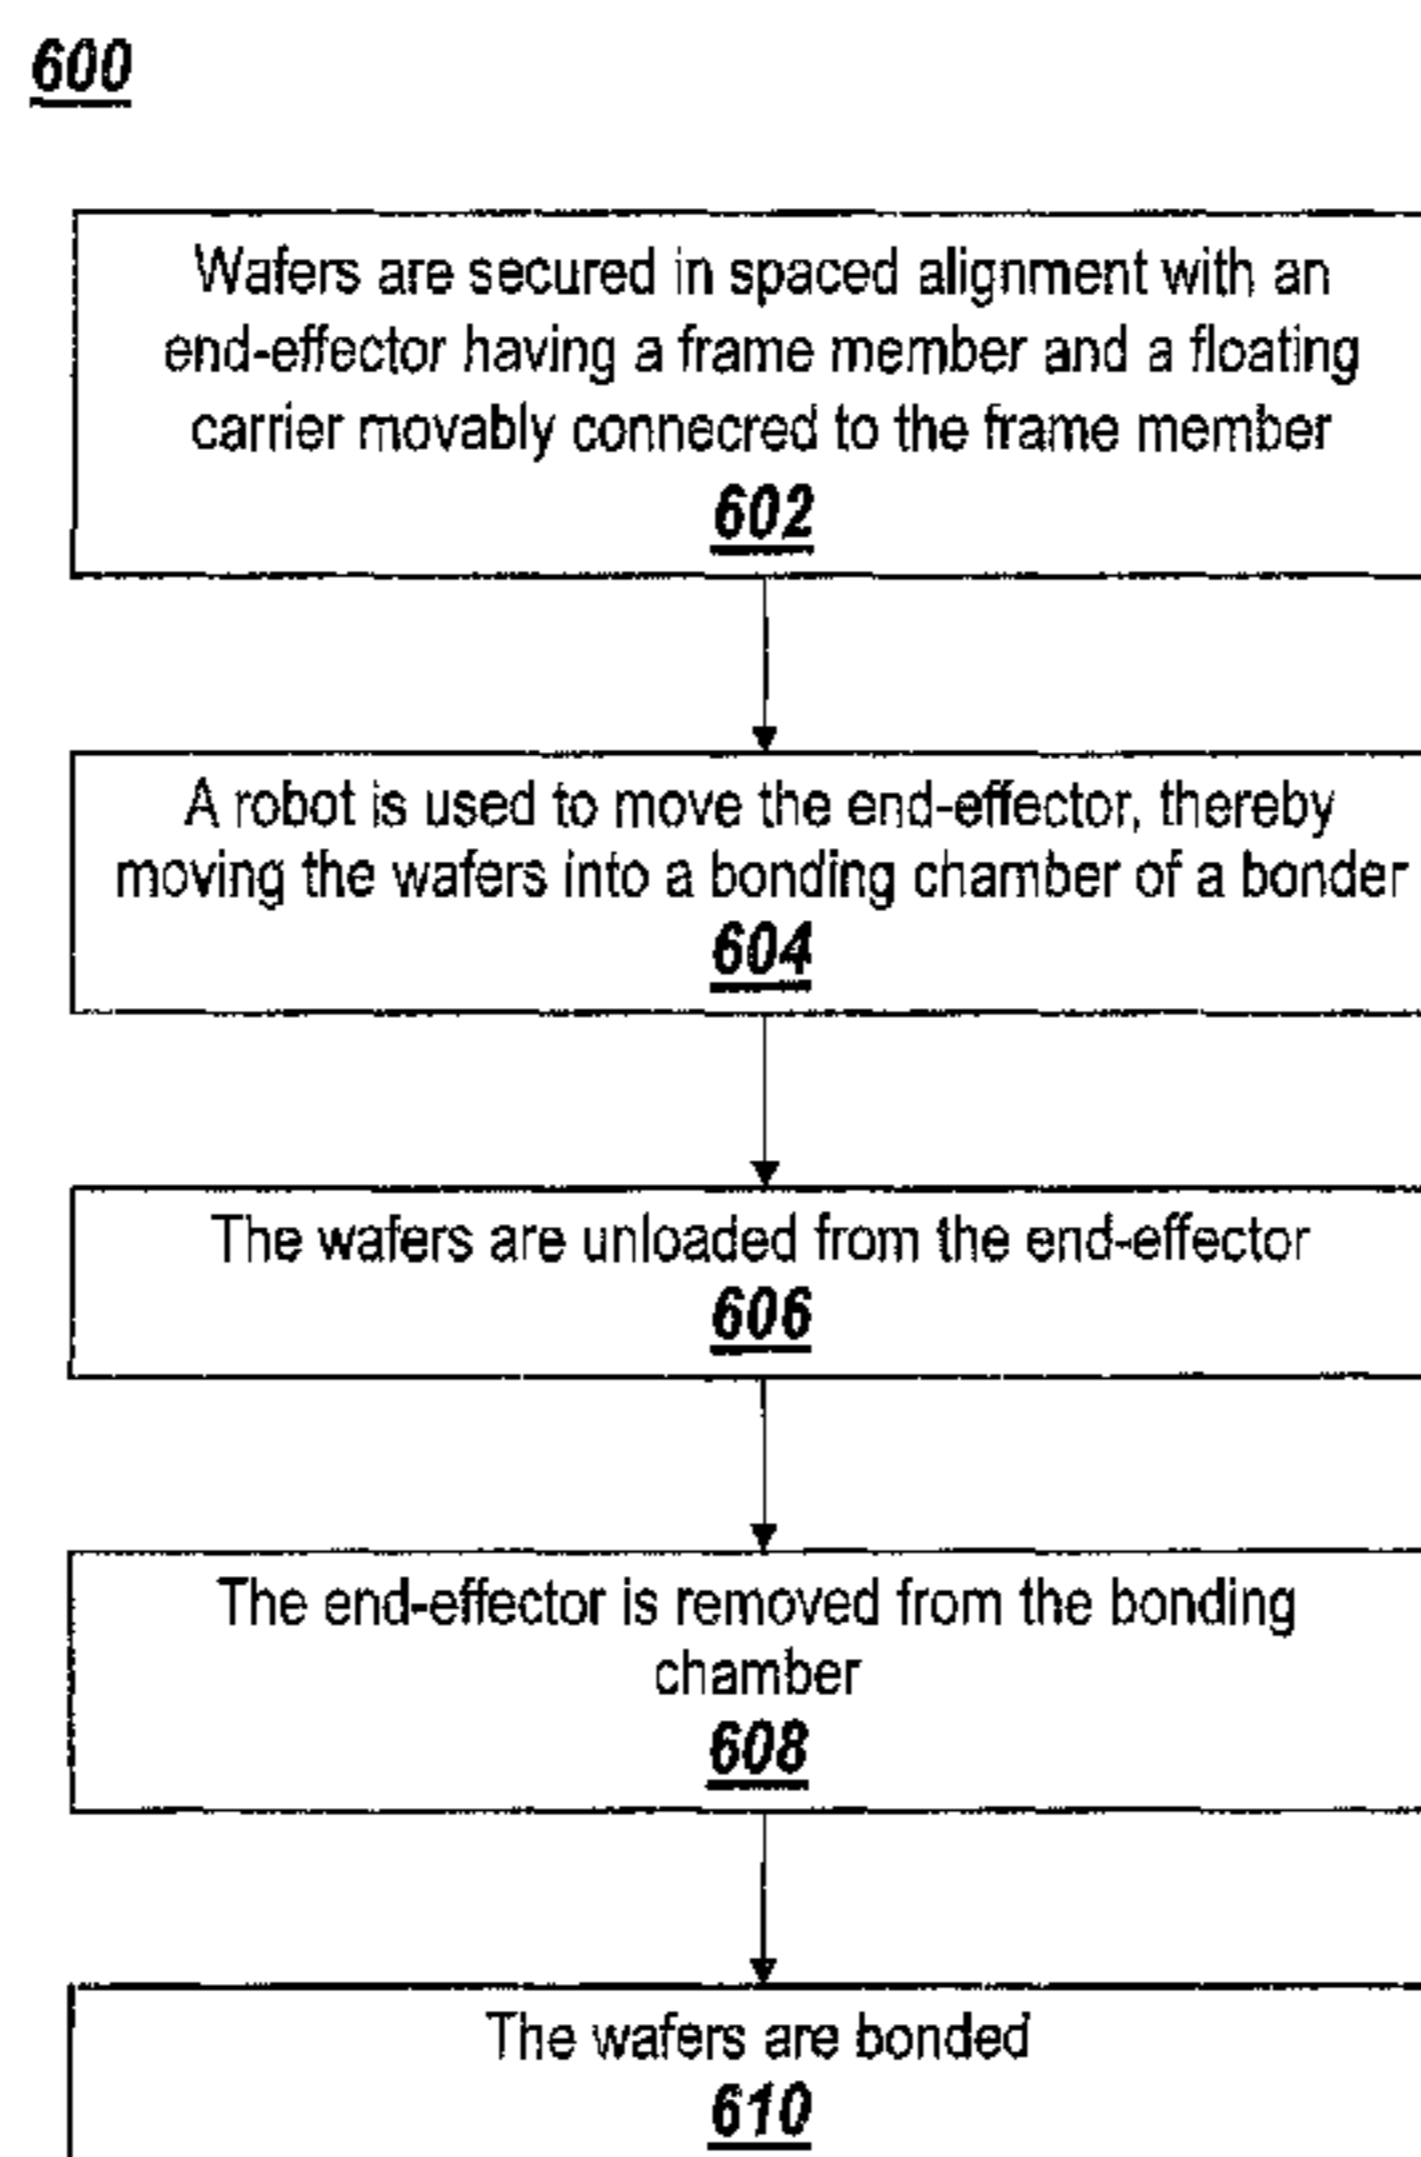 600
Wafers are secured in spaced alignment with an
end-effector having a frame member and a floating
carrier movably connecred to the frame member
602
A robot is used to move the end-effector, thereby
moving the wafers into a bonding chamber of a bonder
604
The wafers are unloaded from the end-effector
606
The end-effector is removed from the bonding
chamber
608
The wafers are bonded
610